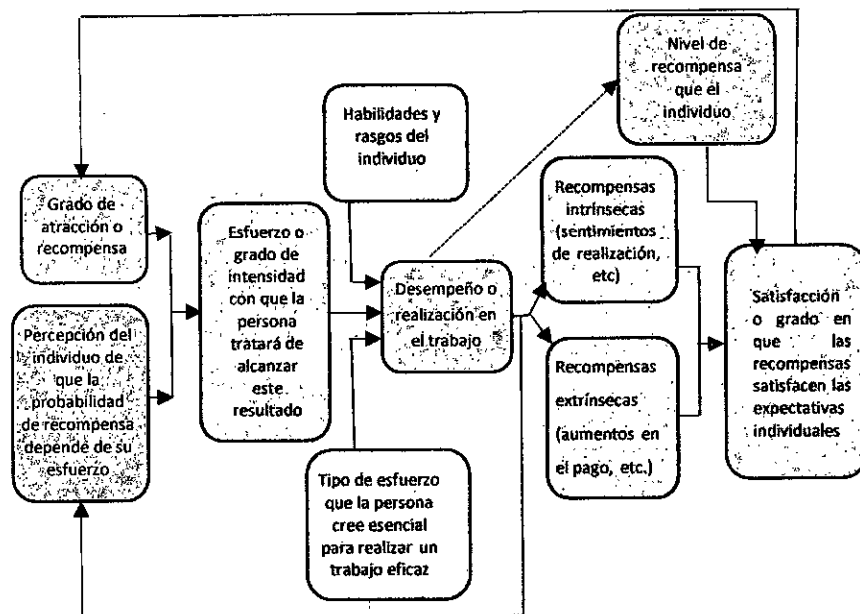 Nivel de
recompensa
que el
individuo
Habilidades y
rasgos del
individuo
Grado de
atracción o
recompensa
Esfuerzo o
grado de
intensidad
con que la
persona
tratará de
alcanzar
este
resultado
Recompensas
intrínsecas
(sentimientos
de realización,
etc)
Desempeño o
realización en
el trabajo
Satisfacción
o grado en
que las
recompensas
satisfacen las
expectativas
individuales
Percepción del
individuo de
que la
probabilidad
de recompensa
depende de su
esfuerzo
Recompensas
extrínsecas
(aumentos en
el pago, etc.)
Tipo de esfuerzo
que la persona
cree esencial
para realizar un
trabajo eficaz